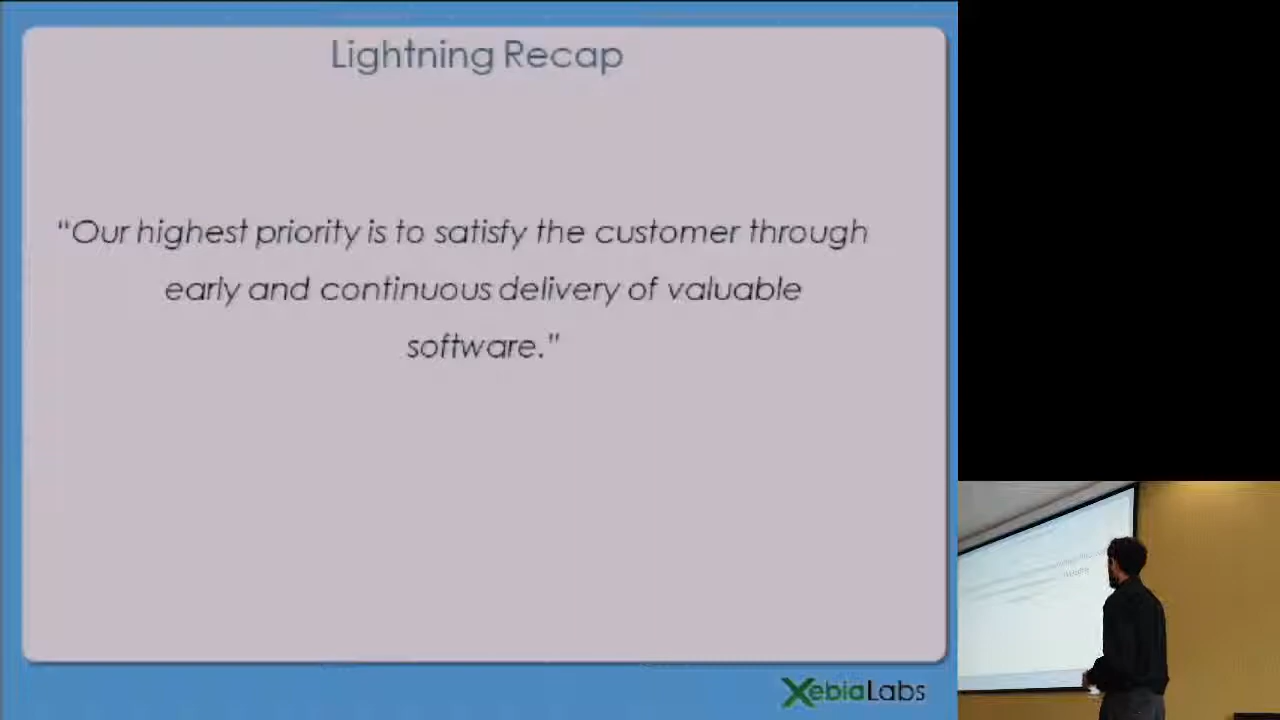 Lightning Recap
“Our highest priority is to satisfy the customer through
early and continuous delivery of valuable
software.”
XebiaLabs